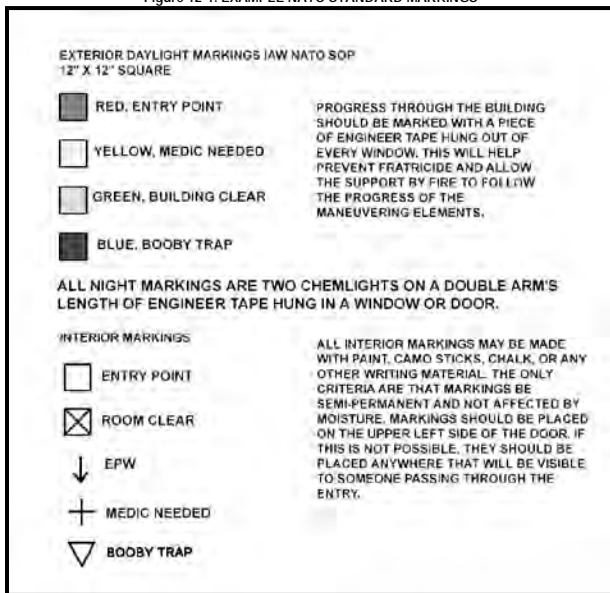 Figure 12-1. EXAMPLE NATO STANDARD MARKINGS
EXTERIOR DAYLIGHT MARKINGS IAW NATO SOP
12" X 12" SQUARE
RED, ENTRY POINT
YELLOW, MEDIC NEEDED
GREEN, BUILDING CLEAR
BLUE, BOOBY TRAP
PROGRESS THROUGH THE BUILDING
SHOULD BE MARKED WITH A PIECE
OF ENGINEER TAPE HUNG OUT OF
EVERY WINDOW. THIS WILL HELP
PREVENT FRATRICIDE AND ALLOW
THE SUPPORT BY FIRE TO FOLLOW
THE PROGRESS OF THE
MANEUVERING ELEMENTS.
ALL NIGHT MARKINGS ARE TWO CHEMLIGHTS ON A DOUBLE ARM'S
LENGTH OF ENGINEER TAPE HUNG IN A WINDOW OR DOOR.
INTERIOR MARKINGS
ENTRY POINT
ROOM CLEAR
EPW
MEDIC NEEDED
BOOBY TRAP
ALL INTERIOR MARKINGS MAY BE MADE
WITH PAINT, CAMO STICKS, CHALK, OR ANY
OTHER WRITING MATERIAL. THE ONLY
CRITERIA ARE THAT MARKINGS BE
SEMI-PERMANENT AND NOT AFFECTED BY
MOISTURE. MARKINGS SHOULD BE PLACED
ON THE UPPER LEFT SIDE OF THE DOOR. IF
THIS IS NOT POSSIBLE, THEY SHOULD BE
PLACED ANYWHERE THAT WILL BE VISIBLE
TO SOMEONE PASSING THROUGH THE
ENTRY.